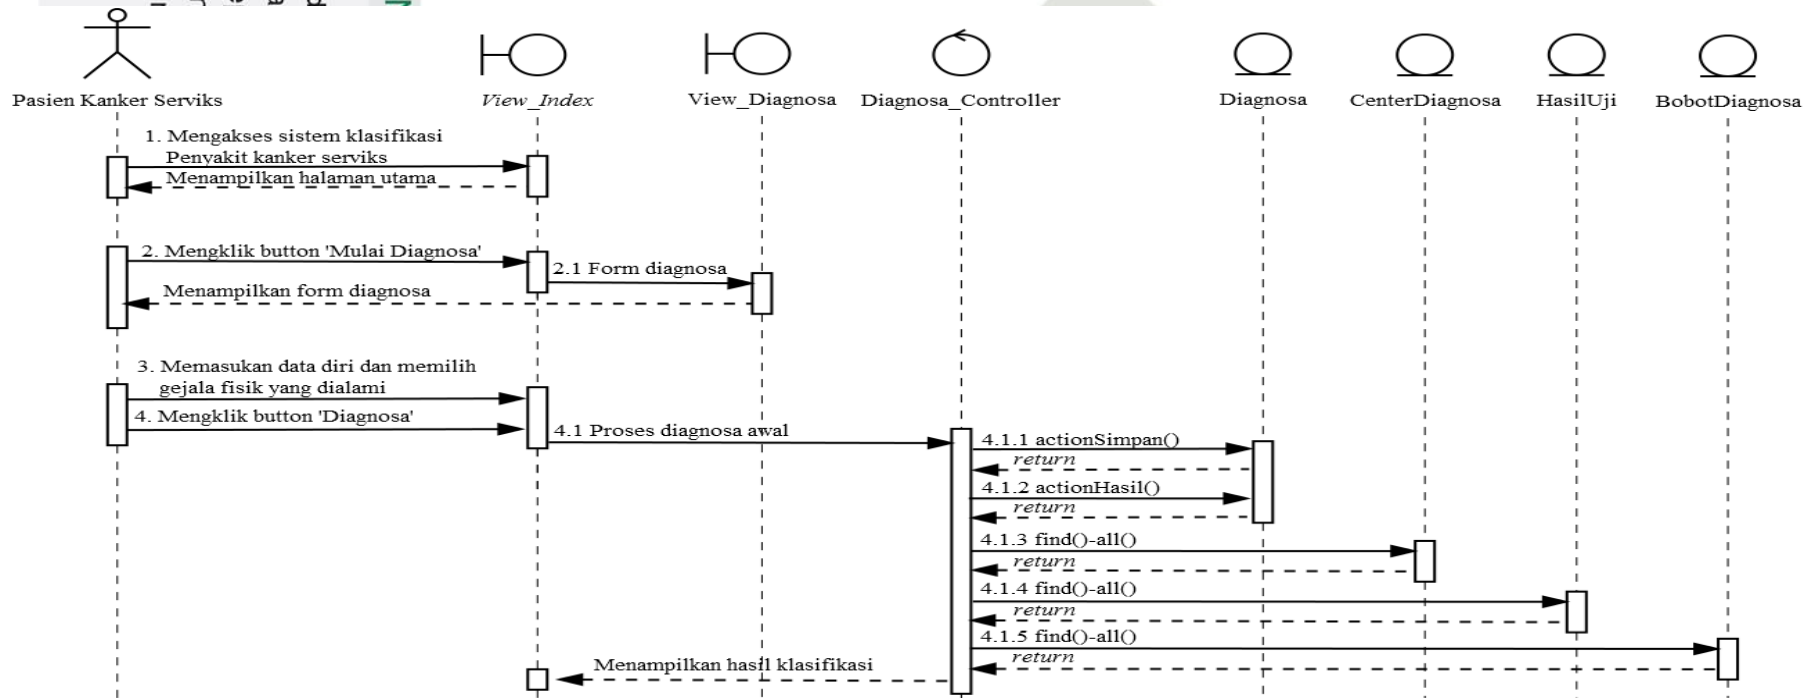 Pasien Kanker Serviks
View_Index
View_Diagnosa
Diagnosa_Controller
Diagnosa
CenterDiagnosa
HasilUji
BobotDiagnosa
1. Mengakses sistem klasifikasi
Penyakit kanker serviks
Menampilkan halaman utama
2. Mengklik button 'Mulai Diagnosa'
2.1 Form diagnosa
Menampilkan form diagnosa
3. Memasukan data diri dan memilih
gejala fisik yang dialami
4. Mengklik button 'Diagnosa'
4.1 Proses diagnosa awal
4.1.1 actionSimpan()
return
4.1.2 actionHasil()
return
4.1.3 find()-all()
return
4.1.4 find()-all()
return
4.1.5 find()-all()
return
Menampilkan hasil klasifikasi